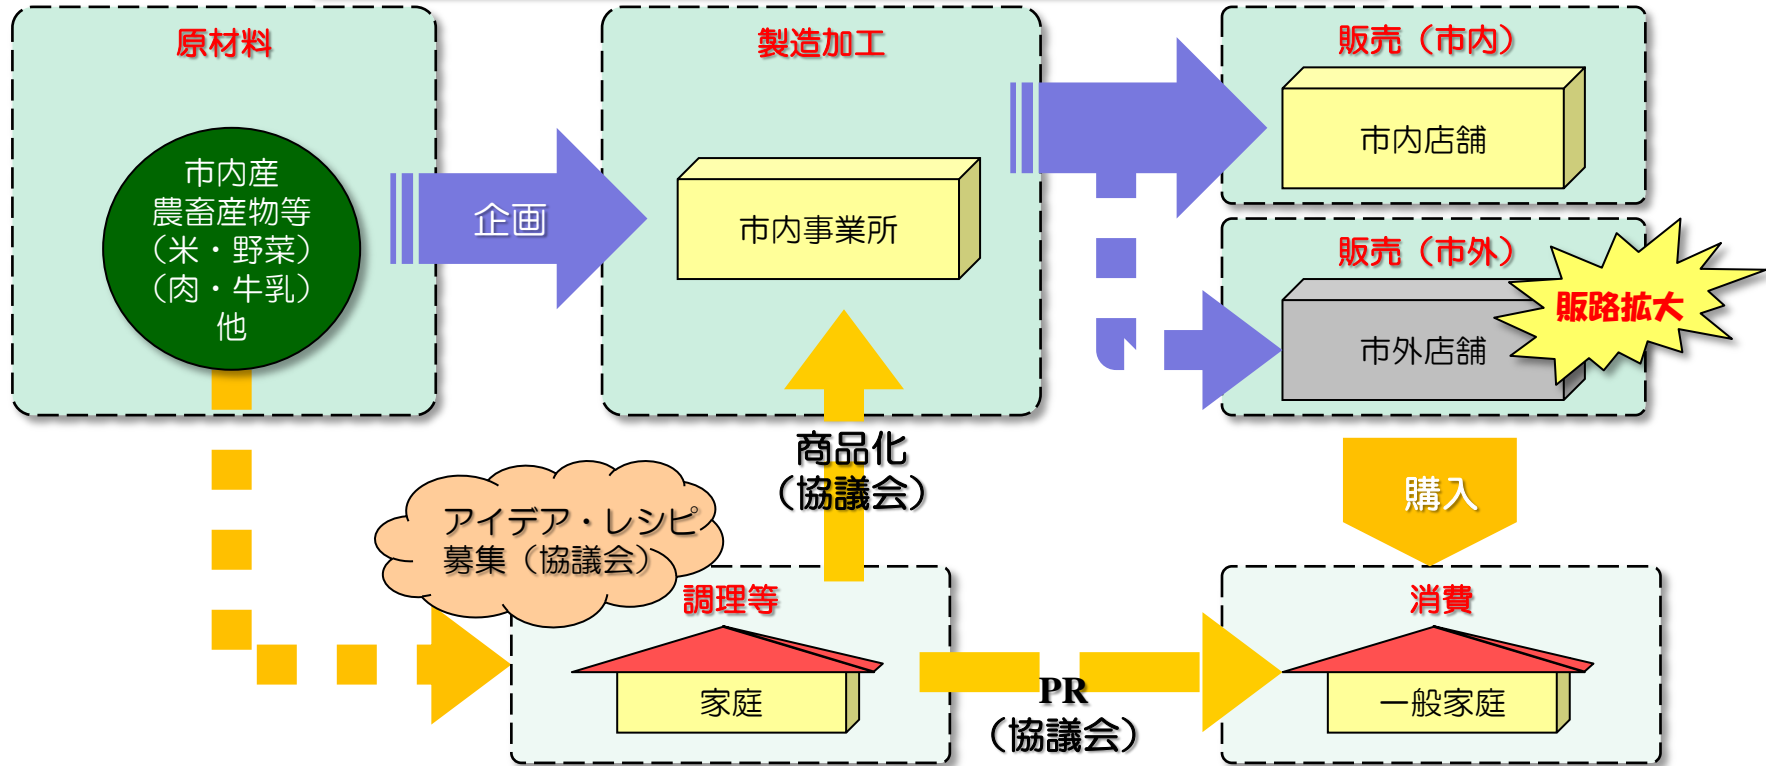 原材料
市内産
農畜産物等
（米・野菜）
（肉・牛乳）
他
企画
製造加工
市内事業所
販売（市内）
市内店舗
販売（市外）
市外店舗
販路拡大
商品化
（協議会）
アイデア・レシピ
募集（協議会）
購入
調理等
家庭
PR
（協議会）
消費
一般家庭